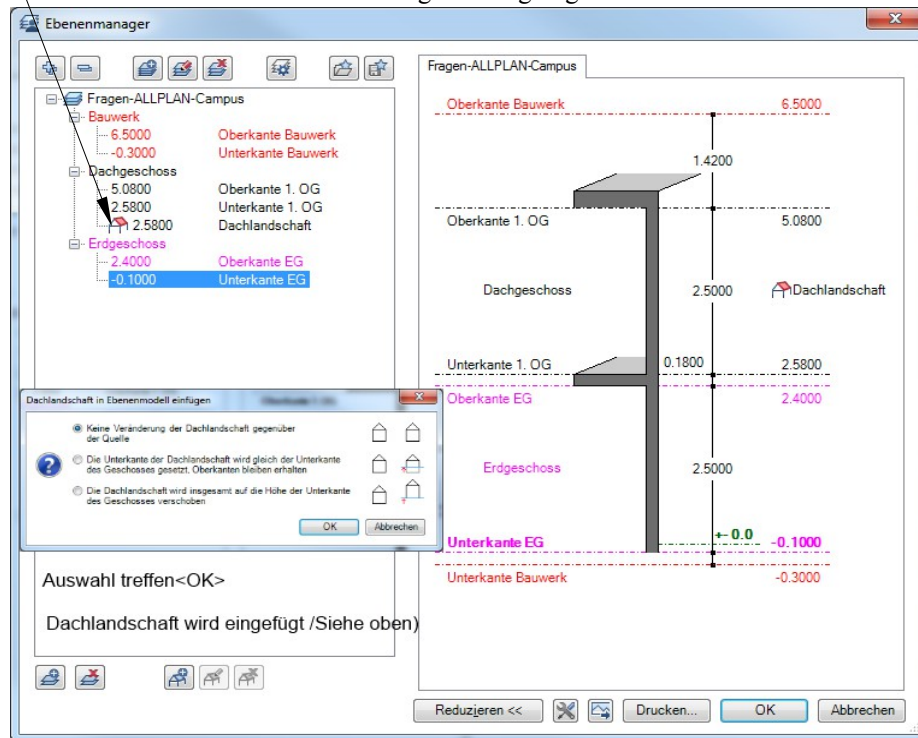 Ebenenmanager
Fragen-ALLPLAN-Campus
Bauwerk
6.5000 Oberkante Bauwerk
-0.3000 Unterkante Bauwerk
Dachgeschoss
5.0800 Oberkante 1. OG
2.5800 Unterkante 1. OG
2.5800 Dachlandschaft
Erdgeschoss
2.4000 Oberkante EG
-0.1000 Unterkante EG
Dachlandschaft in Ebenenmodell einfügen
Keine Veränderung der Dachlandschaft gegenüber
der Quelle
Die Unterkante der Dachlandschaft wird gleich der Unterkante
des Geschosses gesetzt, Oberkanten bleiben erhalten
Die Dachlandschaft wird insgesamt auf die Höhe der Unterkante
des Geschosses verschoben
OK Abbrechen
Auswahl treffen<OK>
Dachlandschaft wird eingefügt /Siehe oben)
Fragen-ALLPLAN-Campus
Oberkante Bauwerk 6.5000
1.4200
Oberkante 1. OG 5.0800
Dachgeschoss 2.5000 Dachlandschaft
Unterkante 1. OG 0.1800 2.5800
Oberkante EG 2.4000
Erdgeschoss 2.5000
Unterkante EG +- 0.0 -0.1000
Unterkante Bauwerk -0.3000
Reduzieren << Drucken... OK Abbrechen